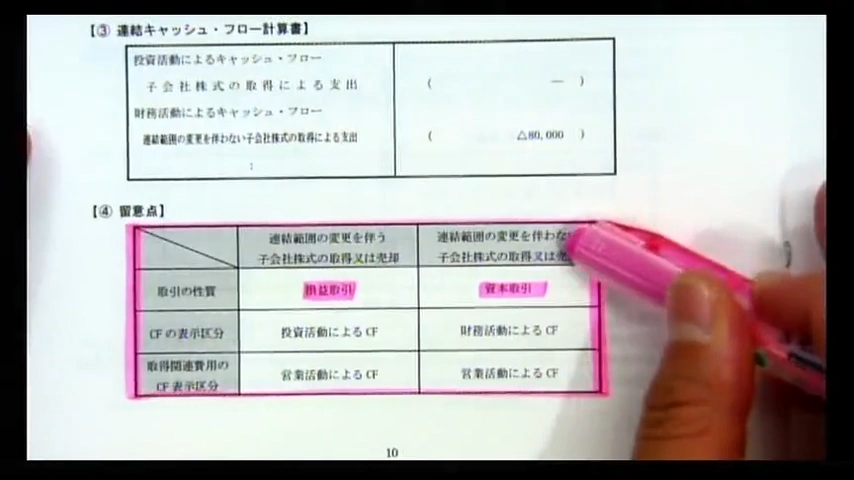 【③ 連結キャッシュ・フロー計算書】
投資活動によるキャッシュ・フロー
子会社株式の取得による支出 ( — )
財務活動によるキャッシュ・フロー
連結範囲の変更を伴わない子会社株式の取得による支出 ( △80,000 )
:
【④ 留意点】
連結範囲の変更を伴う 連結範囲の変更を伴わな
子会社株式の取得又は売却 子会社株式の取得又は売
取引の性質 損益取引 資本取引
CFの表示区分 投資活動によるCF 財務活動によるCF
取得関連費用の
CF表示区分 営業活動によるCF 営業活動によるCF
10